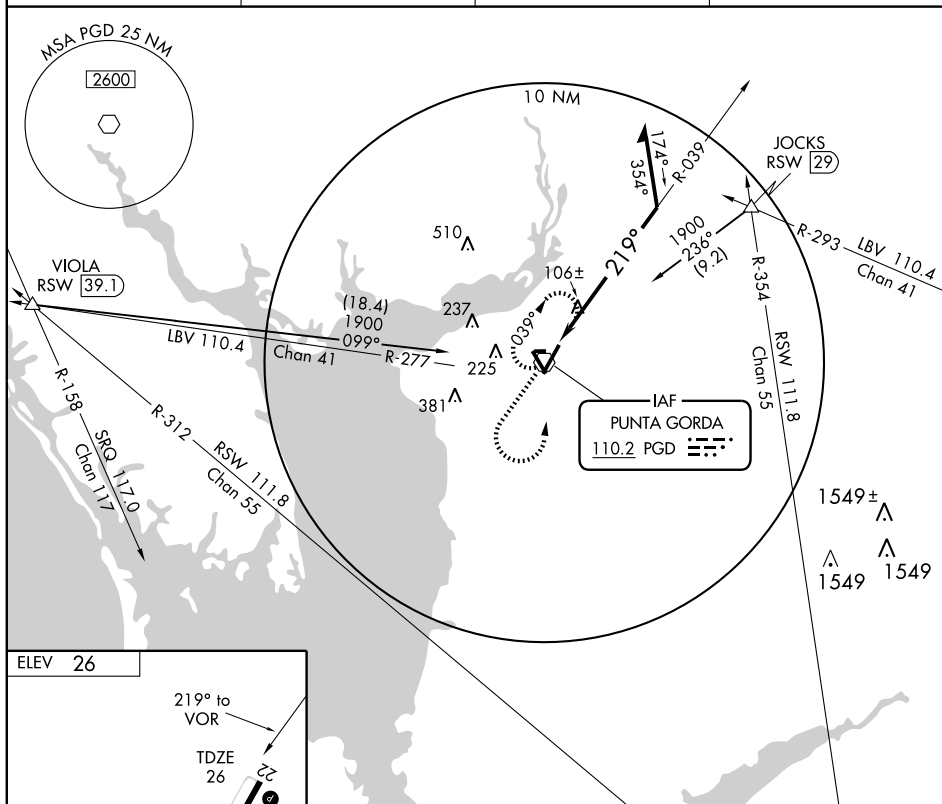 MSA PGD 25 NM
2600
10 NM
R-039
174°
354°
JOCKS
RSW 29
219°
1900
236°
(9.2)
R-293
LBV 110.4
Chan 41
R-354
RSW 111.8
Chan 55
510
106±
237
225
381
039°
VIOLA
RSW 39.1
(18.4)
1900
099°
LBV 110.4
Chan 41
R-277
R-158
SRQ 117.0
Chan 117
R-312
RSW 111.8
Chan 55
IAF
PUNTA GORDA
110.2 PGD
1549±
1549
1549
ELEV 26
219° to
VOR
TDZE
26
22
P